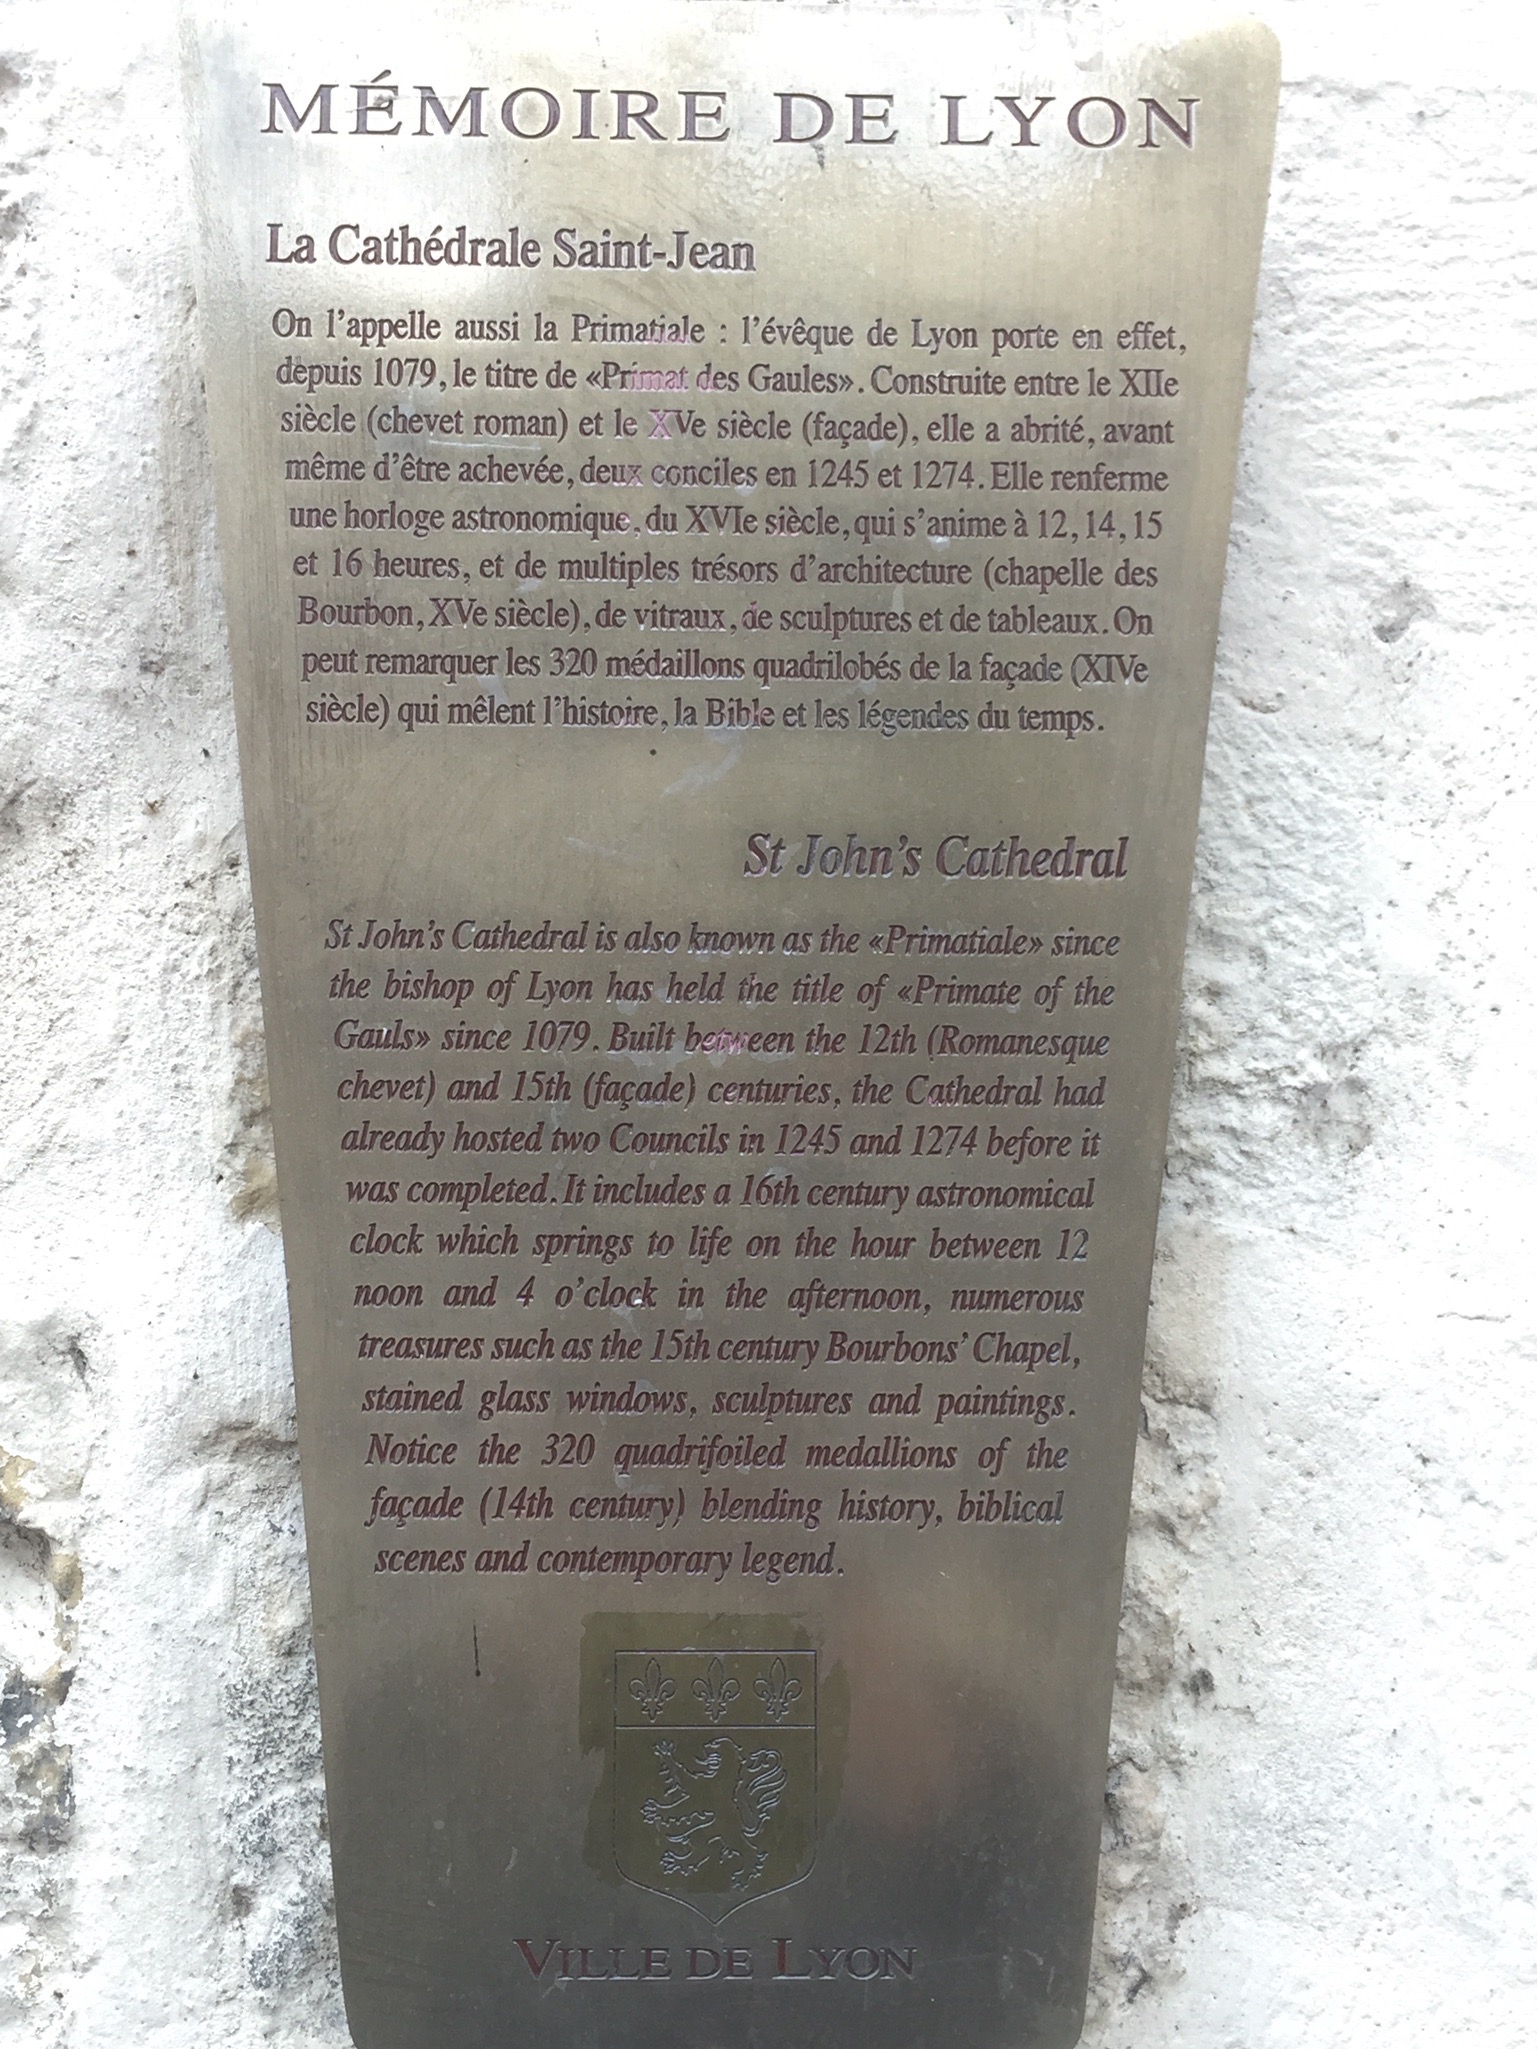 MÉMOIRE DE LYON
La Cathédrale Saint-Jean
On l'appelle aussi la Primatiale : l'évêque de Lyon porte en effet,
depuis 1079, le titre de «Primat des Gaules». Construite entre le XIIe
siècle (chevet roman) et le XVe siècle (façade), elle a abrité, avant
même d'être achevée, deux conciles en 1245 et 1274. Elle renferme
une horloge astronomique, du XVIe siècle, qui s'anime à 12, 14, 15
et 16 heures, et de multiples trésors d'architecture (chapelle des
Bourbon, XVe siècle), de vitraux, de sculptures et de tableaux. On
peut remarquer les 320 médaillons quadrilobés de la façade (XIVe
siècle) qui mêlent l'histoire, la Bible et les légendes du temps.
St John's Cathedral
St John's Cathedral is also known as the «Primatiale» since
the bishop of Lyon has held the title of «Primate of the
Gauls» since 1079. Built between the 12th (Romanesque
chevet) and 15th (façade) centuries, the Cathedral had
already hosted two Councils in 1245 and 1274 before it
was completed. It includes a 16th century astronomical
clock which springs to life on the hour between 12
noon and 4 o'clock in the afternoon, numerous
treasures such as the 15th century Bourbons' Chapel,
stained glass windows, sculptures and paintings.
Notice the 320 quadrifoiled medallions of the
façade (14th century) blending history, biblical
scenes and contemporary legend.
VILLE DE LYON